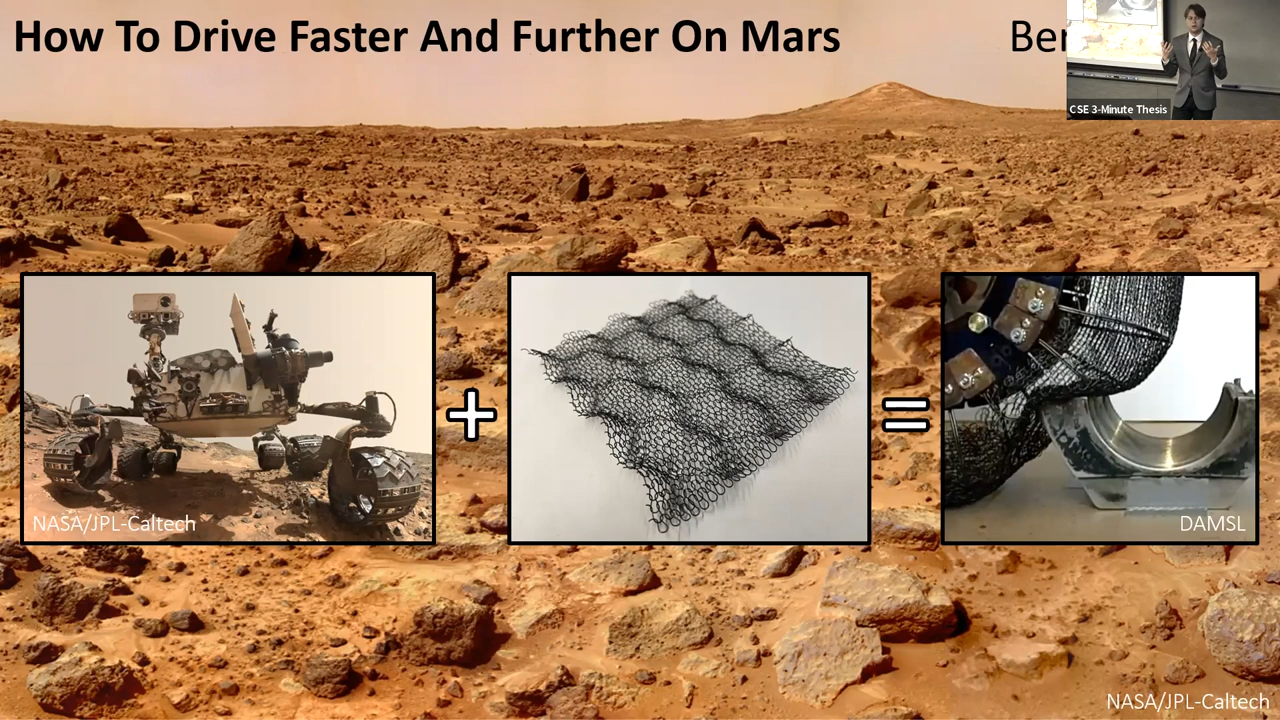 How To Drive Faster And Further On Mars
CSE 3-Minute Thesis
NASA/JPL-Caltech
DAMSL
NASA/JPL-Caltech